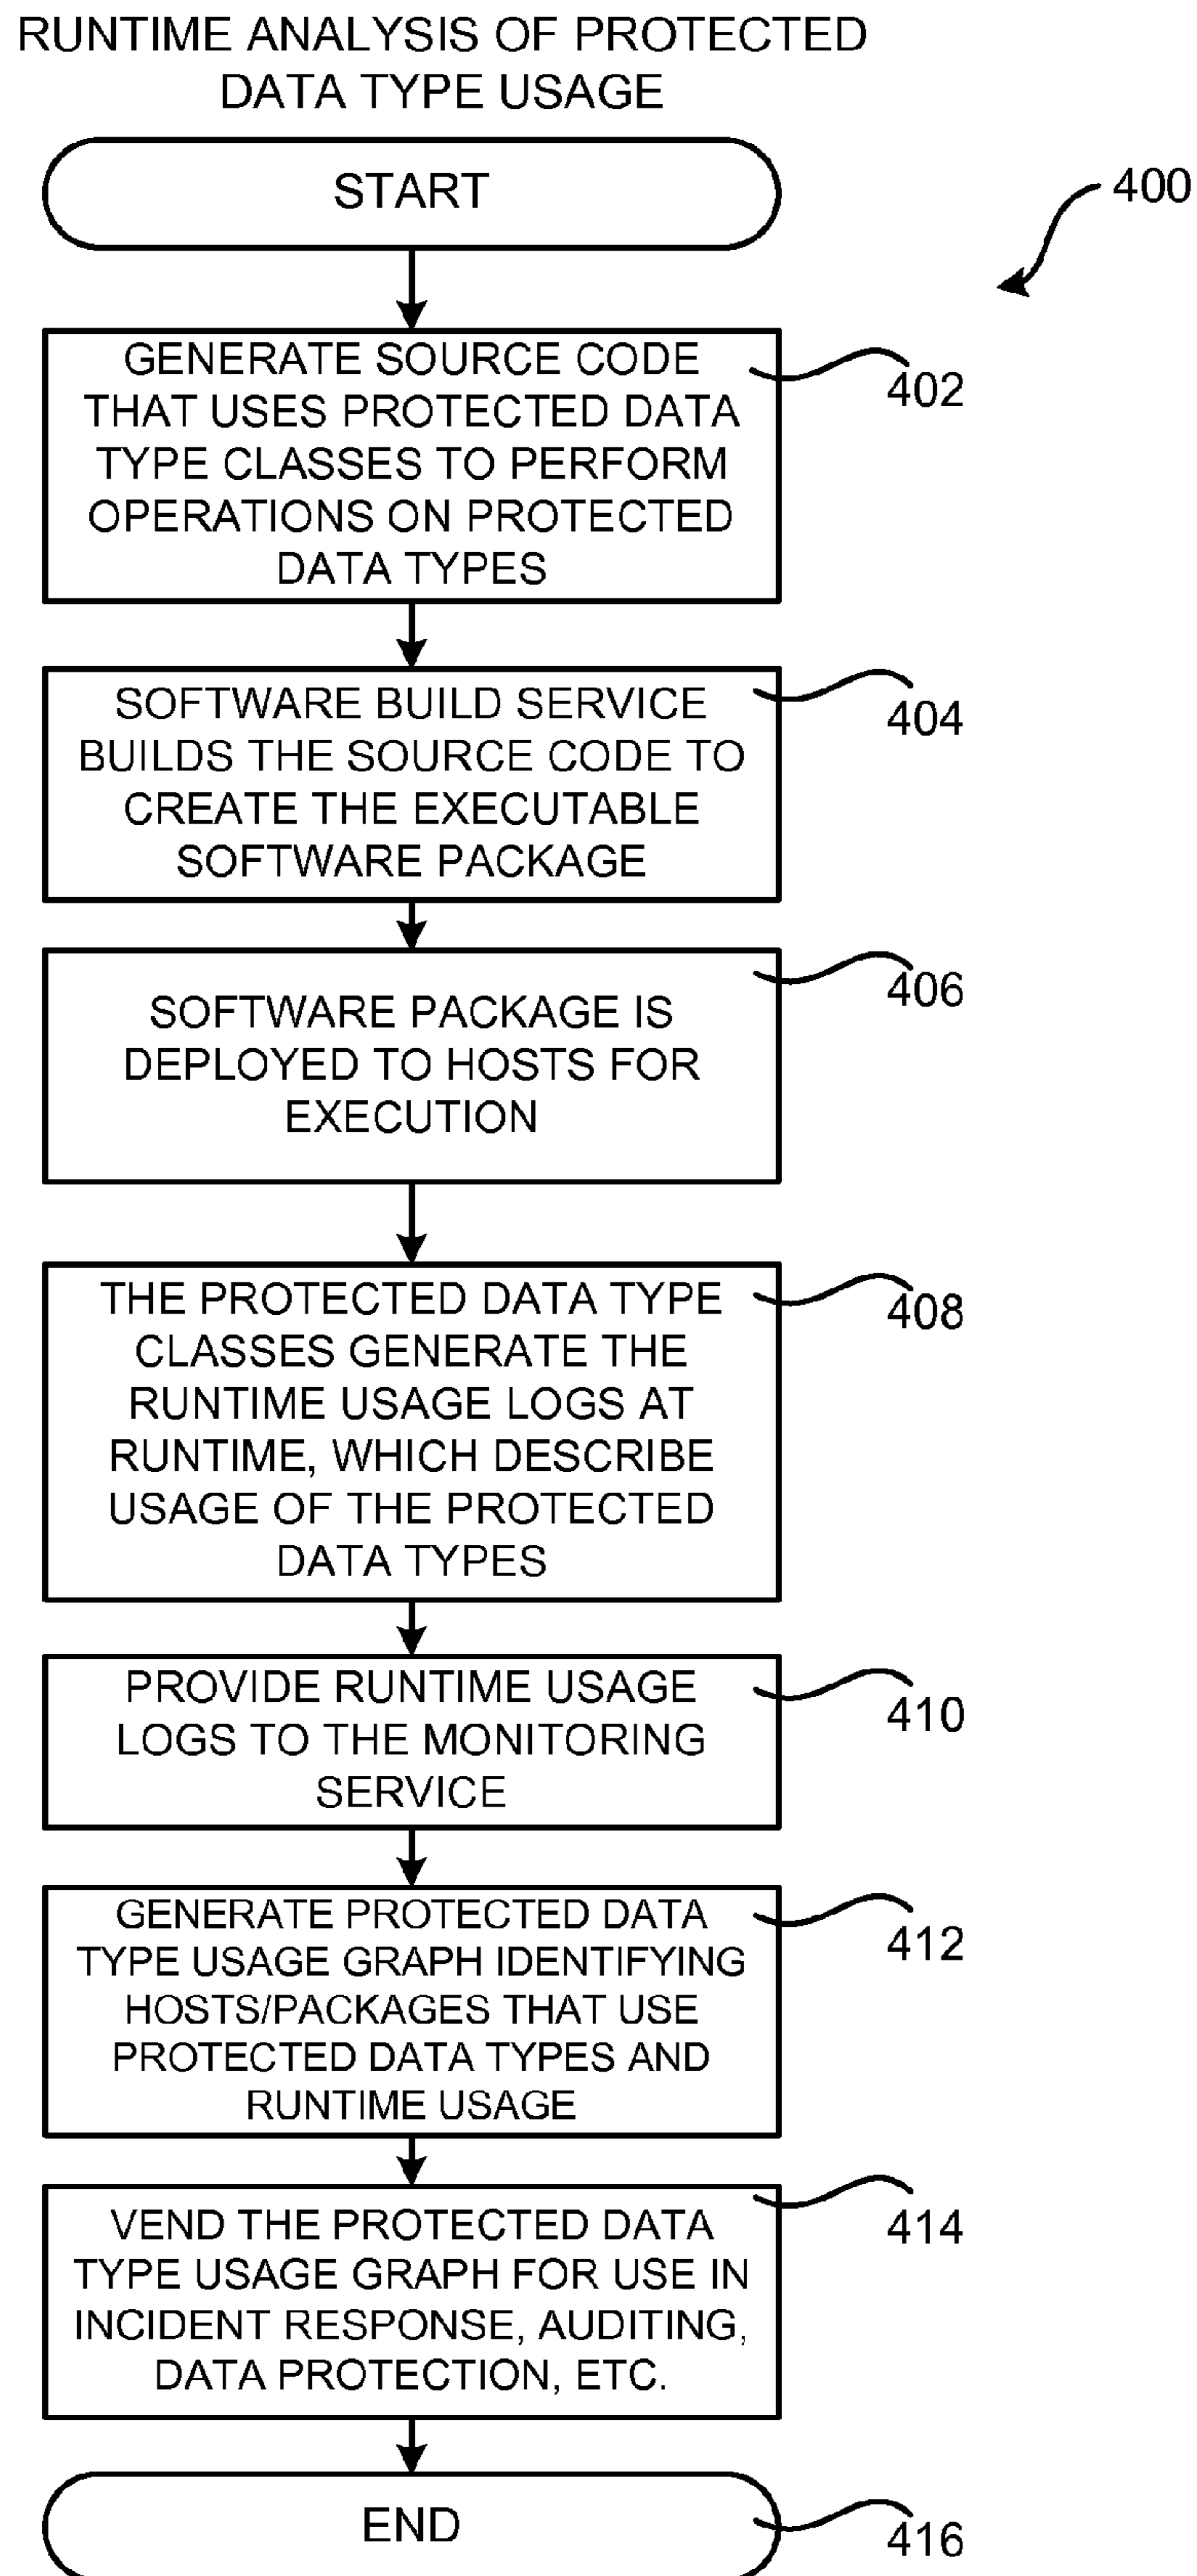 RUNTIME ANALYSIS OF PROTECTED
DATA TYPE USAGE
START
400
GENERATE SOURCE CODE
THAT USES PROTECTED DATA
TYPE CLASSES TO PERFORM
OPERATIONS ON PROTECTED
DATA TYPES
402
SOFTWARE BUILD SERVICE
BUILDS THE SOURCE CODE TO
CREATE THE EXECUTABLE
SOFTWARE PACKAGE
404
SOFTWARE PACKAGE IS
DEPLOYED TO HOSTS FOR
EXECUTION
406
THE PROTECTED DATA TYPE
CLASSES GENERATE THE
RUNTIME USAGE LOGS AT
RUNTIME, WHICH DESCRIBE
USAGE OF THE PROTECTED
DATA TYPES
408
PROVIDE RUNTIME USAGE
LOGS TO THE MONITORING
SERVICE
410
GENERATE PROTECTED DATA
TYPE USAGE GRAPH IDENTIFYING
HOSTS/PACKAGES THAT USE
PROTECTED DATA TYPES AND
RUNTIME USAGE
412
VEND THE PROTECTED DATA
TYPE USAGE GRAPH FOR USE IN
INCIDENT RESPONSE, AUDITING,
DATA PROTECTION, ETC.
414
END
416